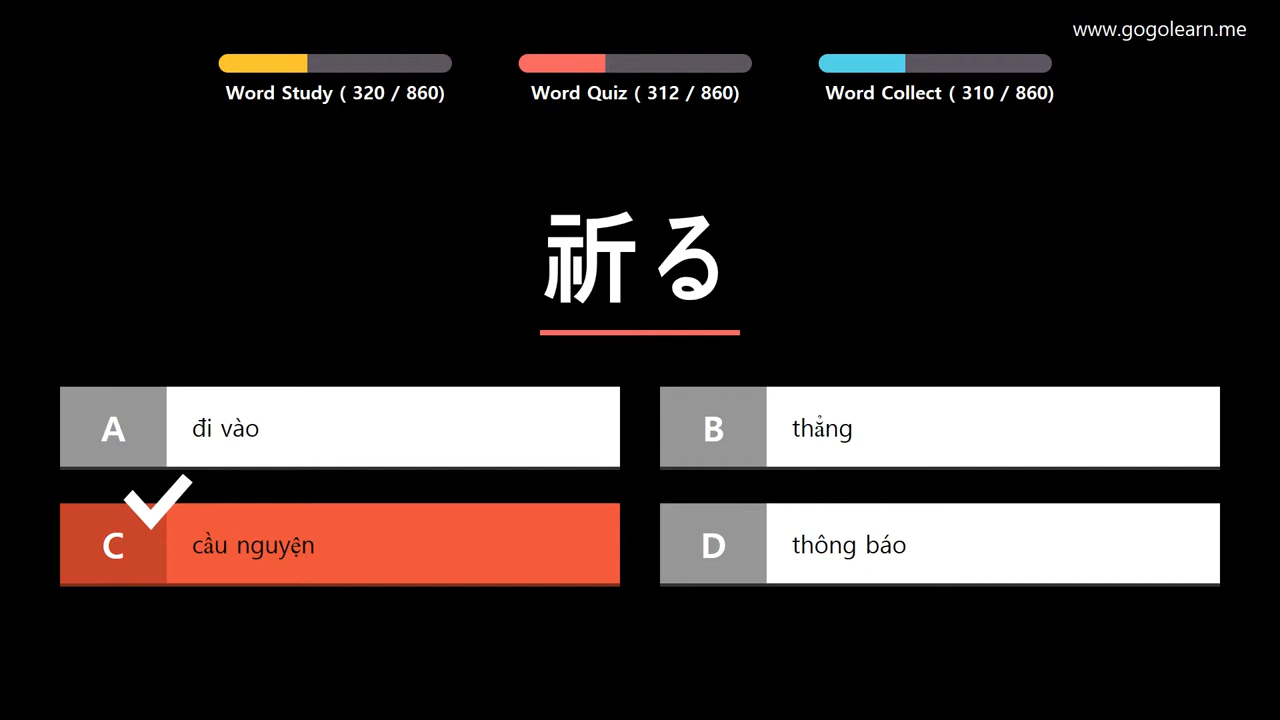 www.gogolearn.me
Word Study ( 320 / 860)
Word Quiz ( 312 / 860)
Word Collect ( 310 / 860)
祈る
A
đi vào
B
thẳng
C
cầu nguyện
D
thông báo